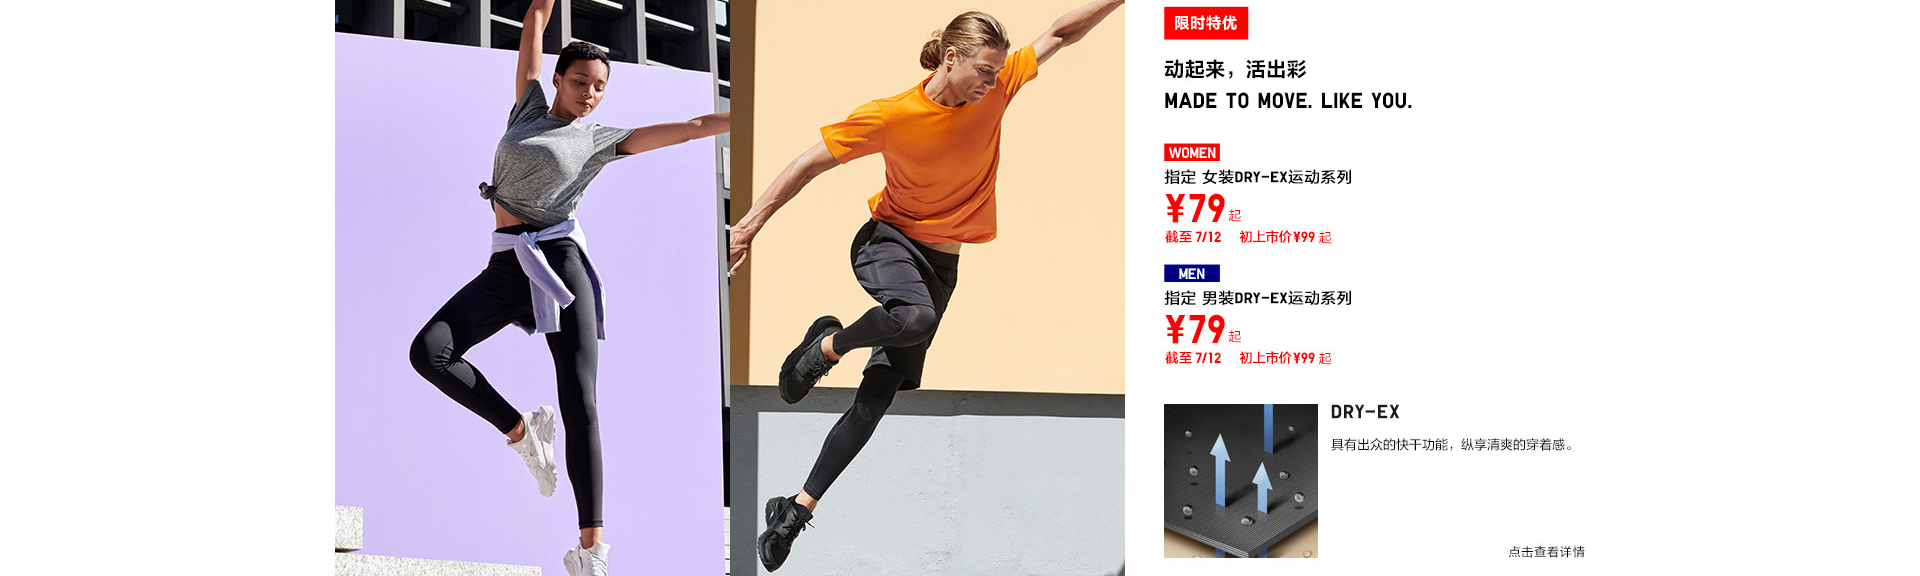 限时特优
动起来，活出彩
MADE TO MOVE. LIKE YOU.
WOMEN
指定 女装DRY-EX运动系列
¥79起
截至 7/12 初上市价¥99 起
MEN
指定 男装DRY-EX运动系列
¥79起
截至 7/12 初上市价¥99 起
DRY-EX
具有出众的快干功能，纵享清爽的穿着感。
点击查看详情